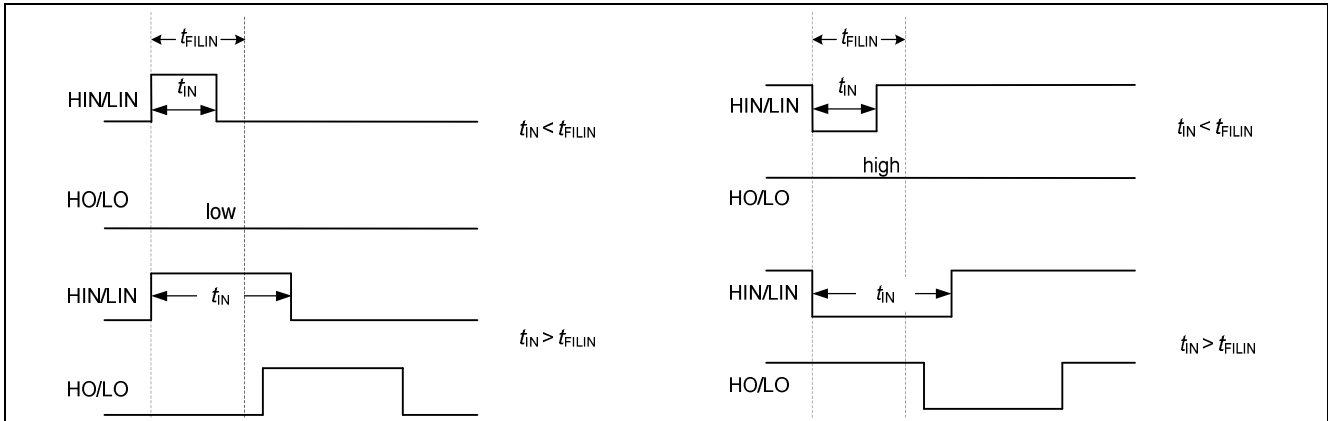 tFILIN
HIN/LIN
tIN
tIN < tFILIN
HO/LO
low
HIN/LIN
tIN
tIN > tFILIN
HO/LO
tFILIN
HIN/LIN
tIN
tIN < tFILIN
high
HO/LO
HIN/LIN
tIN
tIN > tFILIN
HO/LO